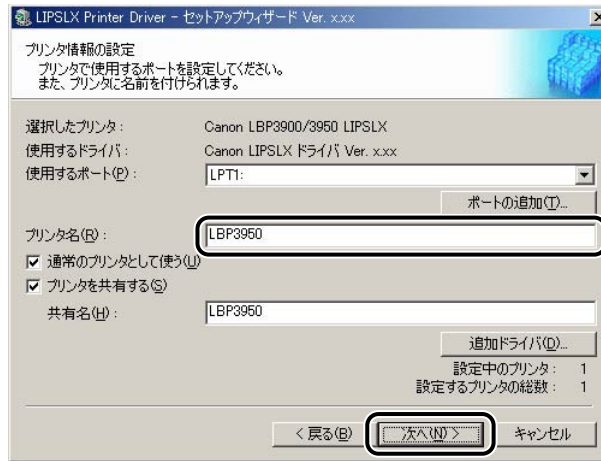 LIPSLX Printer Driver - セットアップウィザード Ver. x.xx
プリンタ情報の設定
プリンタで使用するポートを設定してください。
また、プリンタに名前を付けられます。
選択したプリンタ： Canon LBP3900/3950 LIPSLX
使用するドライバ： Canon LIPSLX ドライバ Ver. x.xx
使用するポート(P)： LPT1:
ポートの追加(T)...
プリンタ名(R)： LBP3950
通常のプリンタとして使う(U)
プリンタを共有する(S)
共有名(H)： LBP3950
追加ドライバ(D)...
設定中のプリンタ： 1
設定するプリンタの総数： 1
< 戻る(B) 次へ(N) > キャンセル